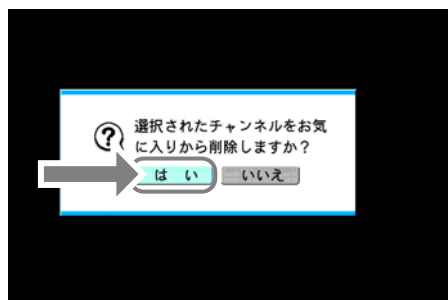 選択されたチャンネルをお気
に入りから削除しますか？
はい
いいえ